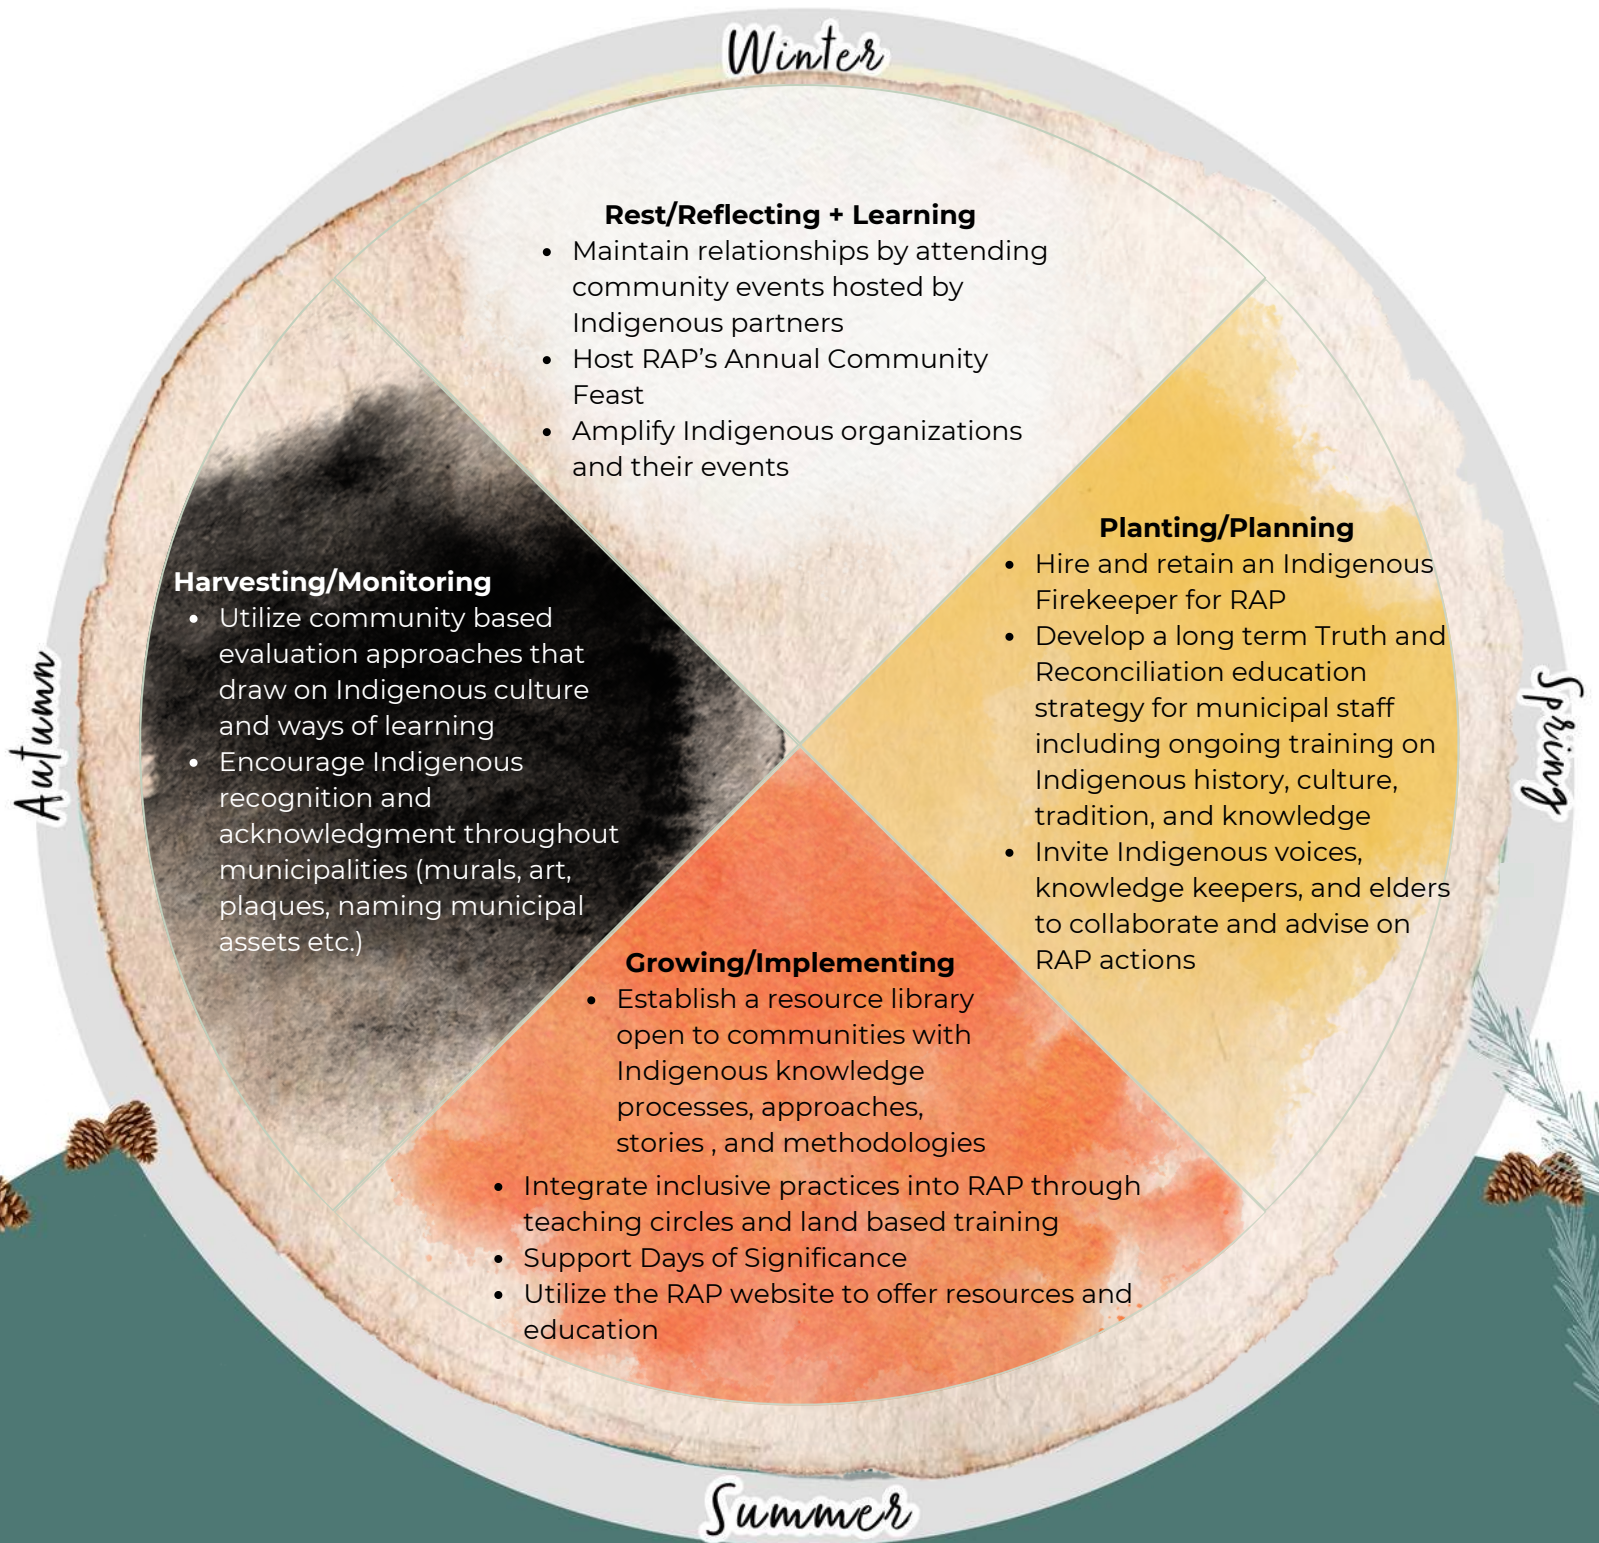 Winter
Rest/Reflecting + Learning
• Maintain relationships by attending
community events hosted by
Indigenous partners
• Host RAP’s Annual Community
Feast
• Amplify Indigenous organizations
and their events
Spring
Planting/Planning
• Hire and retain an Indigenous
Firekeeper for RAP
• Develop a long term Truth and
Reconciliation education
strategy for municipal staff
including ongoing training on
Indigenous history, culture,
tradition, and knowledge
• Invite Indigenous voices,
knowledge keepers, and elders
to collaborate and advise on
RAP actions
Summer
Growing/Implementing
• Establish a resource library
open to communities with
Indigenous knowledge
processes, approaches,
stories , and methodologies
• Integrate inclusive practices into RAP through
teaching circles and land based training
• Support Days of Significance
• Utilize the RAP website to offer resources and
education
Autumn
Harvesting/Monitoring
• Utilize community based
evaluation approaches that
draw on Indigenous culture
and ways of learning
• Encourage Indigenous
recognition and
acknowledgment throughout
municipalities (murals, art,
plaques, naming municipal
assets etc.)